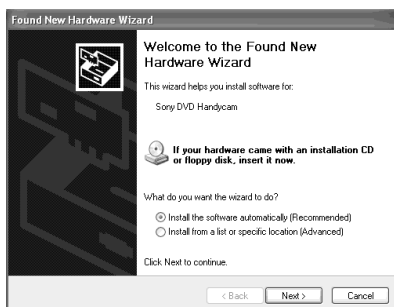 Found New Hardware Wizard
Welcome to the Found New
Hardware Wizard
This wizard helps you install software for:
Sony DVD Handycam
If your hardware came with an installation CD
or floppy disk, insert it now.
What do you want the wizard to do?
Install the software automatically (Recommended)
Install from a list or specific location (Advanced)
Click Next to continue.
< Back Next > Cancel